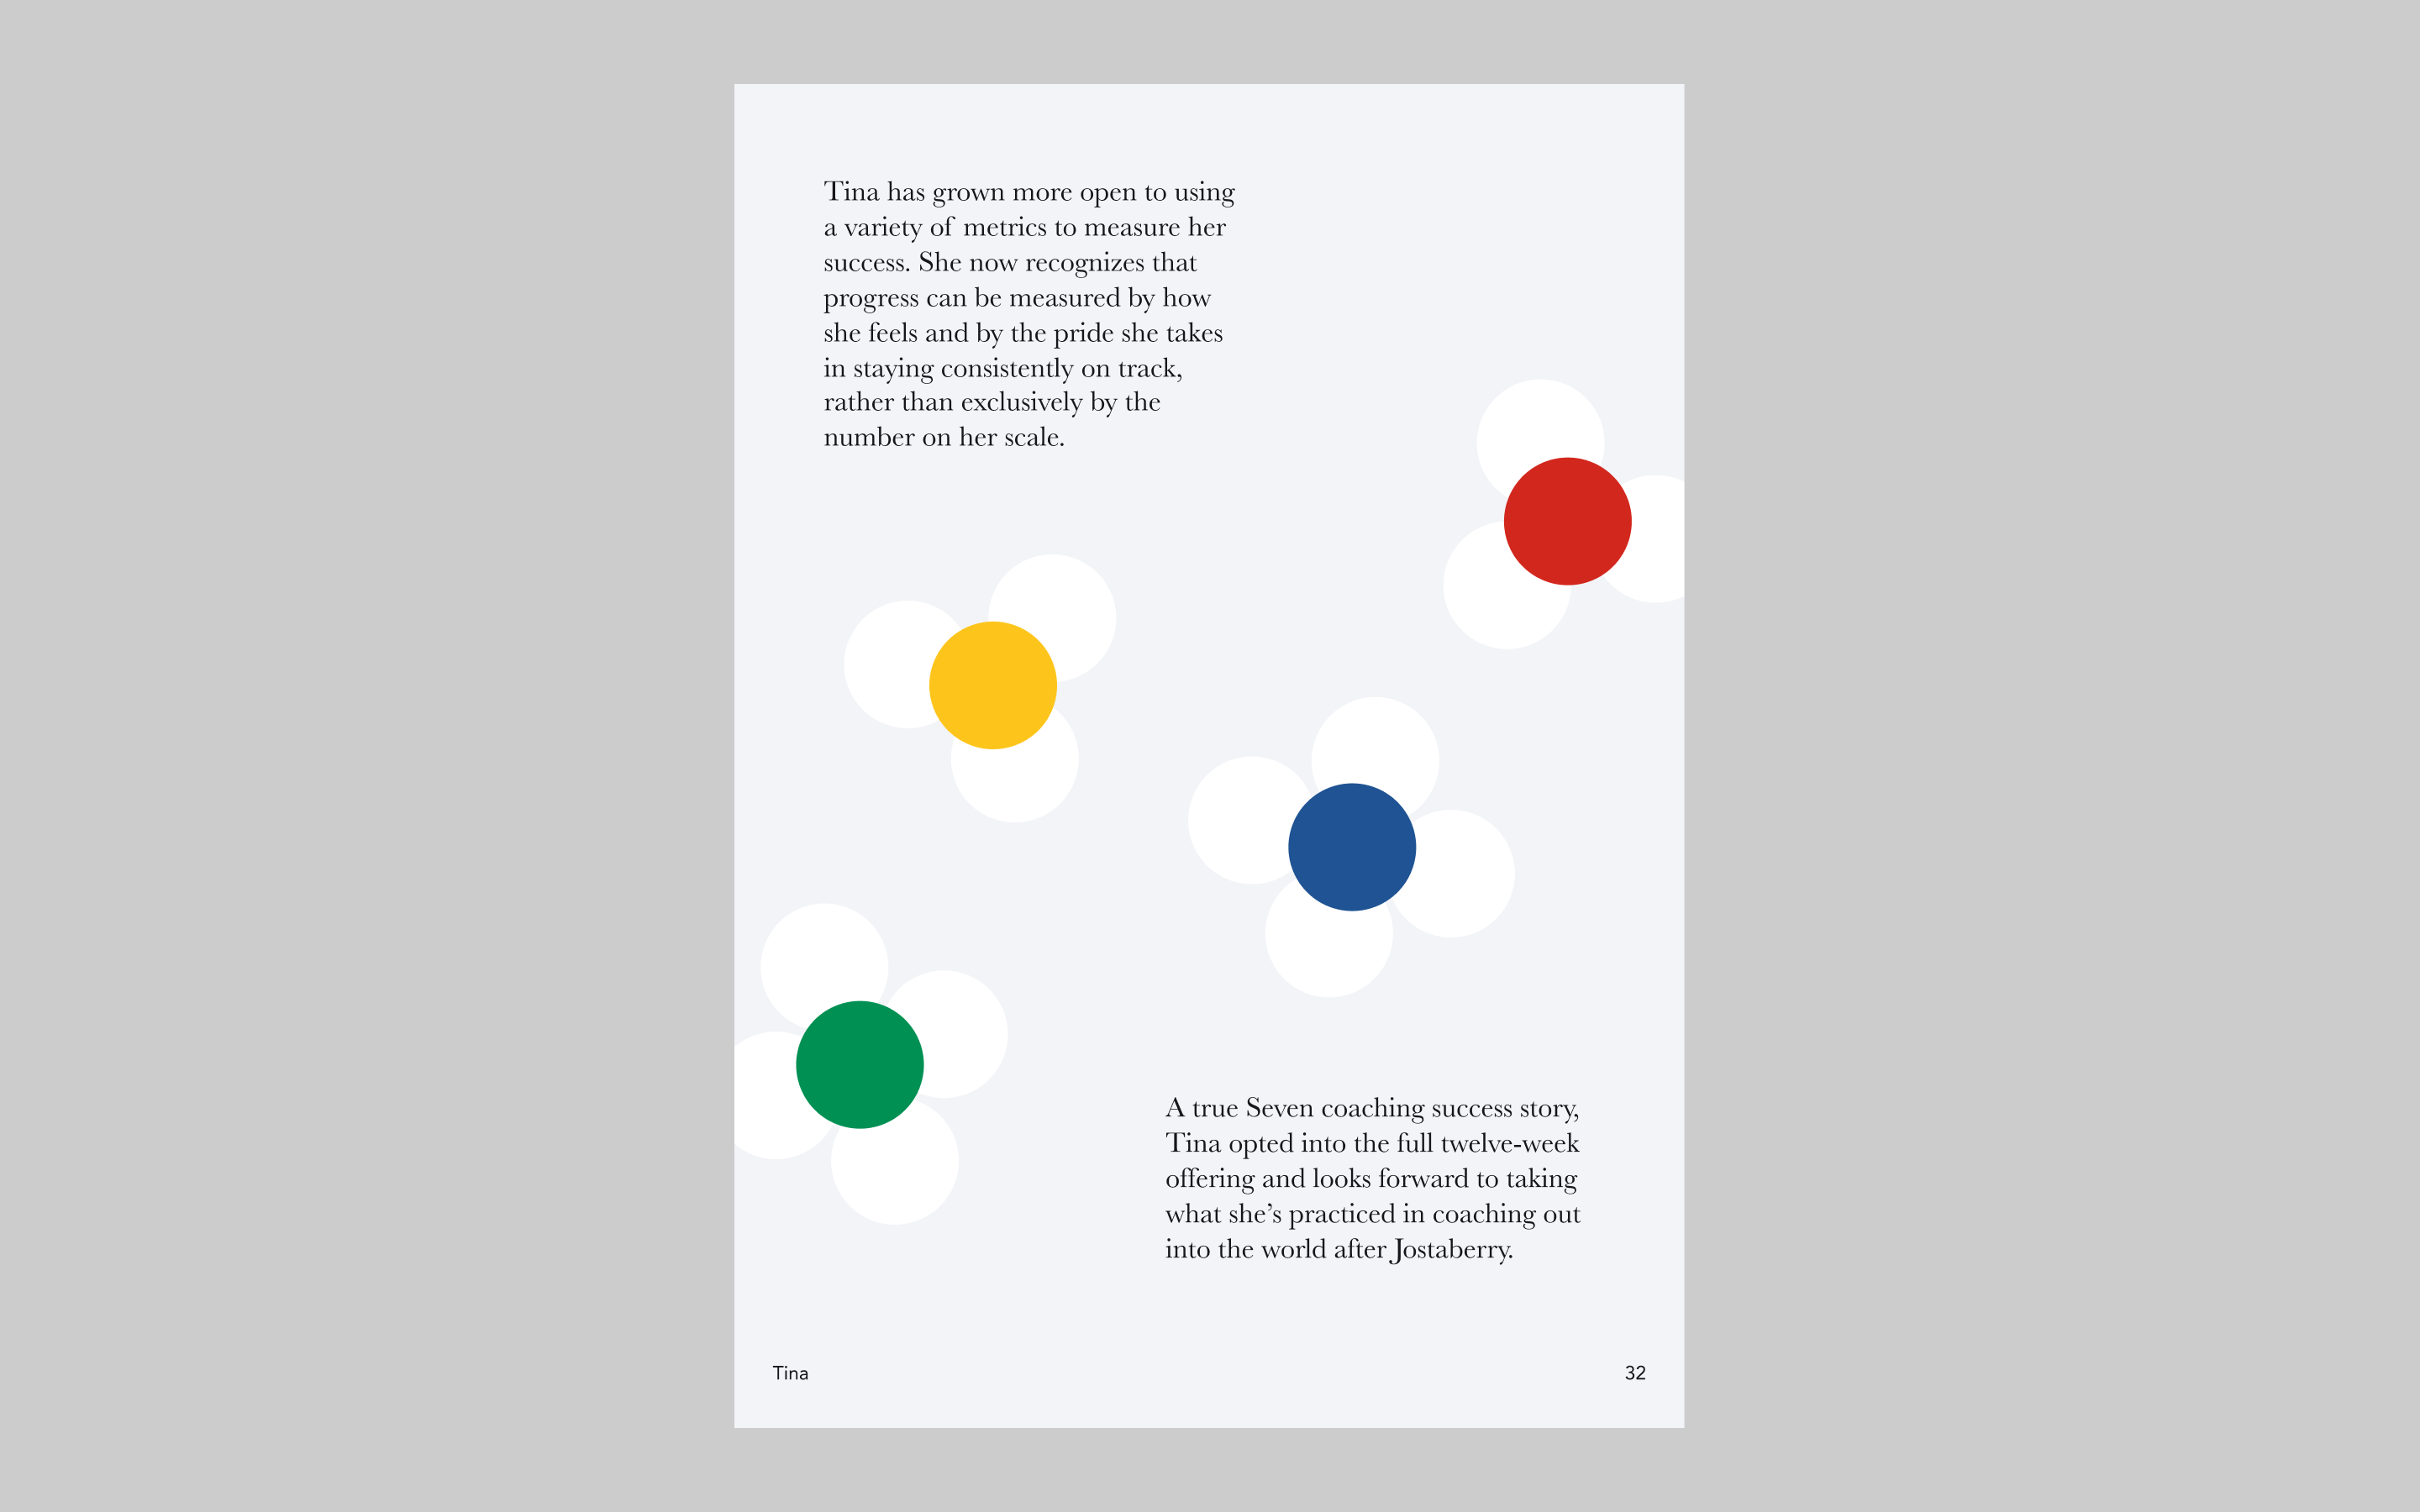 Tina has grown more open to using
a variety of metrics to measure her
success. She now recognizes that
progress can be measured by how
she feels and by the pride she takes
in staying consistently on track,
rather than exclusively by the
number on her scale.
A true Seven coaching success story,
Tina opted into the full twelve-week
offering and looks forward to taking
what she’s practiced in coaching out
into the world after Jostaberry.
Tina
32